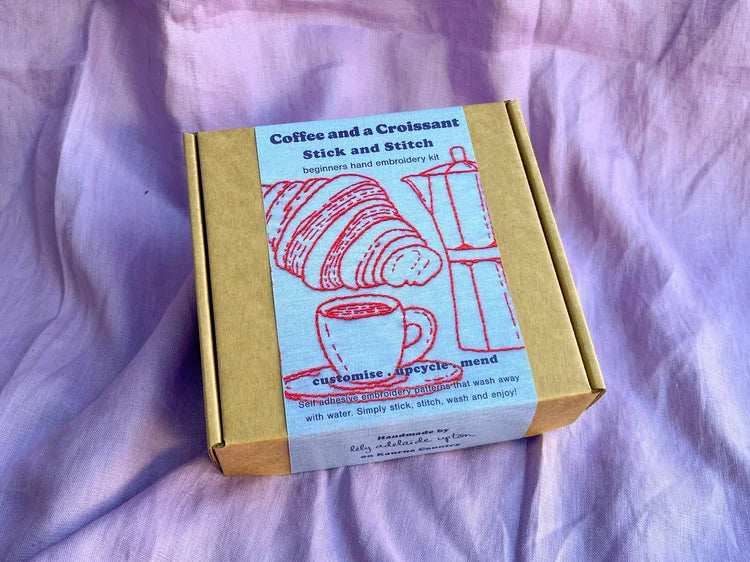 Coffee and a Croissant
Stick and Stitch
beginners hand embroidery kit
customise . upcycle . mend
Self adhesive embroidery patterns that wash away
with water. Simply stick, stitch, wash and enjoy!
Handmade by
lily adelaide upton
on Kaurna Country